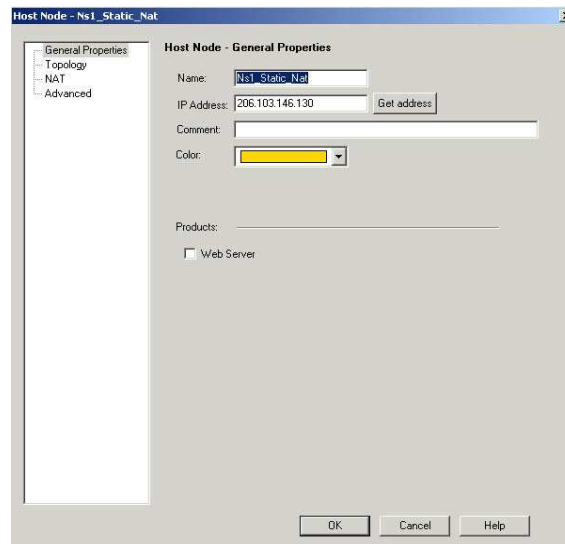 Host Node - Ns1_Static_Nat
General Properties
Topology
NAT
Advanced
Host Node - General Properties
Name: Ns1_Static_Nat
IP Address: 206.103.146.130 Get address
Comment:
Color:
Products:
Web Server
OK Cancel Help